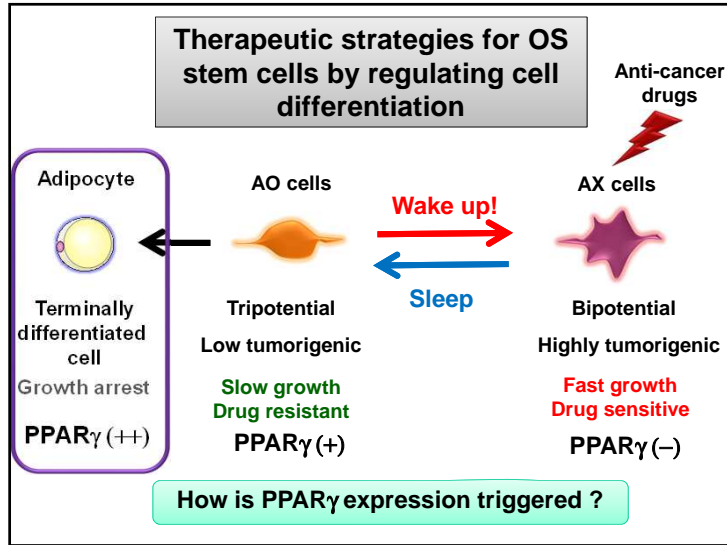 Therapeutic strategies for OS
stem cells by regulating cell
differentiation
Anti-cancer
drugs
Adipocyte
Terminally
differentiated
cell
Growth arrest
PPARγ (++)
AO cells
Tripotential
Low tumorigenic
Slow growth
Drug resistant
PPARγ (+)
Wake up!
Sleep
AX cells
Bipotential
Highly tumorigenic
Fast growth
Drug sensitive
PPARγ (−)
How is PPARγ expression triggered ?